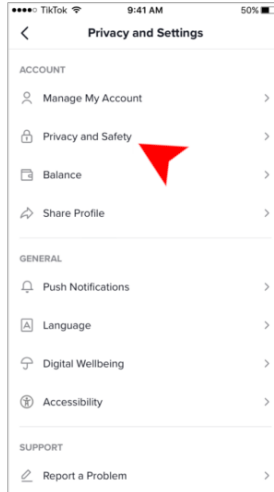 TikTok 9:41 AM 50%
Privacy and Settings
ACCOUNT
Manage My Account
Privacy and Safety
Balance
Share Profile
GENERAL
Push Notifications
A Language
Digital Wellbeing
Accessibility
SUPPORT
Report a Problem